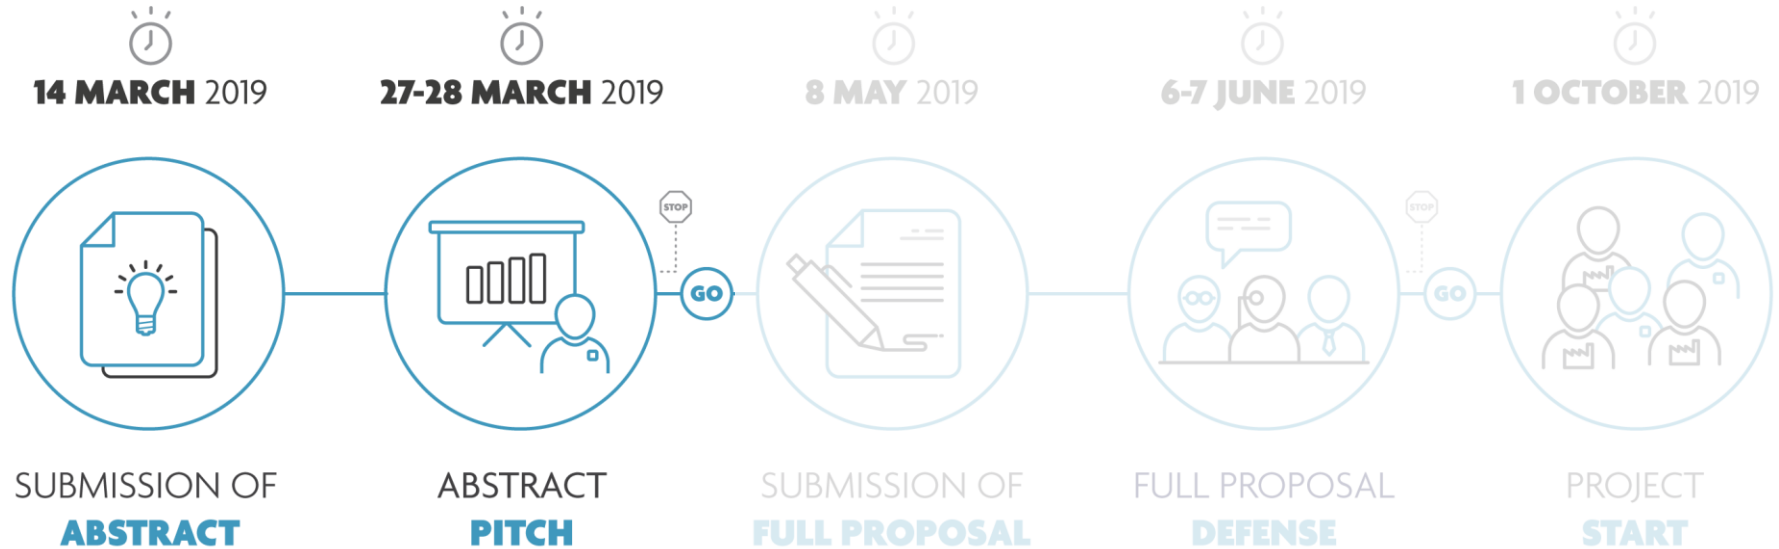 14 MARCH 2019
27-28 MARCH 2019
8 MAY 2019
6-7 JUNE 2019
1 OCTOBER 2019
STOP
GO
STOP
GO
SUBMISSION OF
ABSTRACT
ABSTRACT
PITCH
SUBMISSION OF
FULL PROPOSAL
FULL PROPOSAL
DEFENSE
PROJECT
START